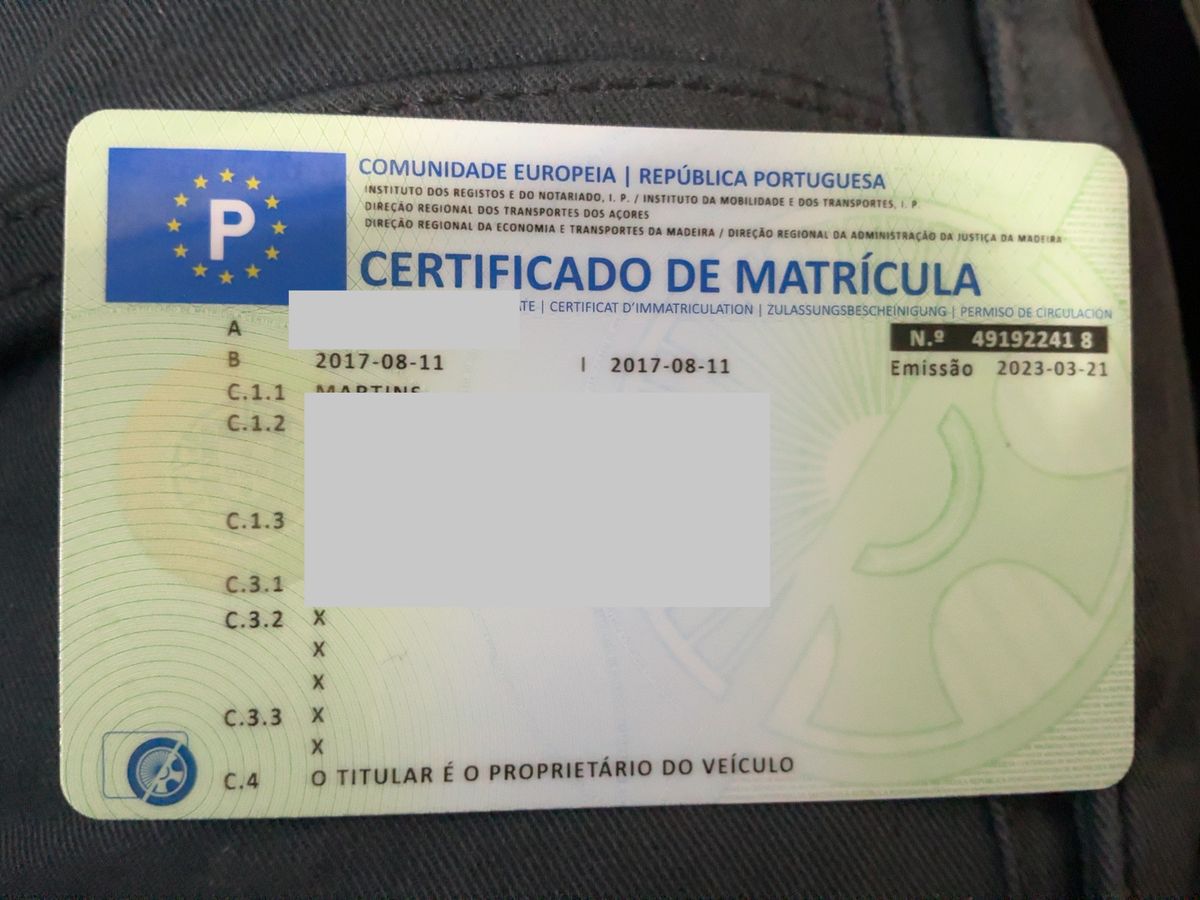 P
COMUNIDADE EUROPEIA | REPÚBLICA PORTUGUESA
INSTITUTO DOS REGISTOS E DO NOTARIADO, I. P. / INSTITUTO DA MOBILIDADE E DOS TRANSPORTES, I. P.
DIREÇÃO REGIONAL DOS TRANSPORTES DOS AÇORES
DIREÇÃO REGIONAL DA ECONOMIA E TRANSPORTES DA MADEIRA / DIREÇÃO REGIONAL DA ADMINISTRAÇÃO DA JUSTIÇA DA MADEIRA
CERTIFICADO DE MATRÍCULA
| CERTIFICAT D'IMMATRICULATION | ZULASSUNGSBESCHEINIGUNG | PERMISO DE CIRCULACION
A
N.º 49192241 8
B 2017-08-11 I 2017-08-11
Emissão 2023-03-21
C.1.1 MARTINS
C.1.2
C.1.3
C.3.1
C.3.2 X
X
X
C.3.3 X
X
C.4 O TITULAR É O PROPRIETÁRIO DO VEÍCULO